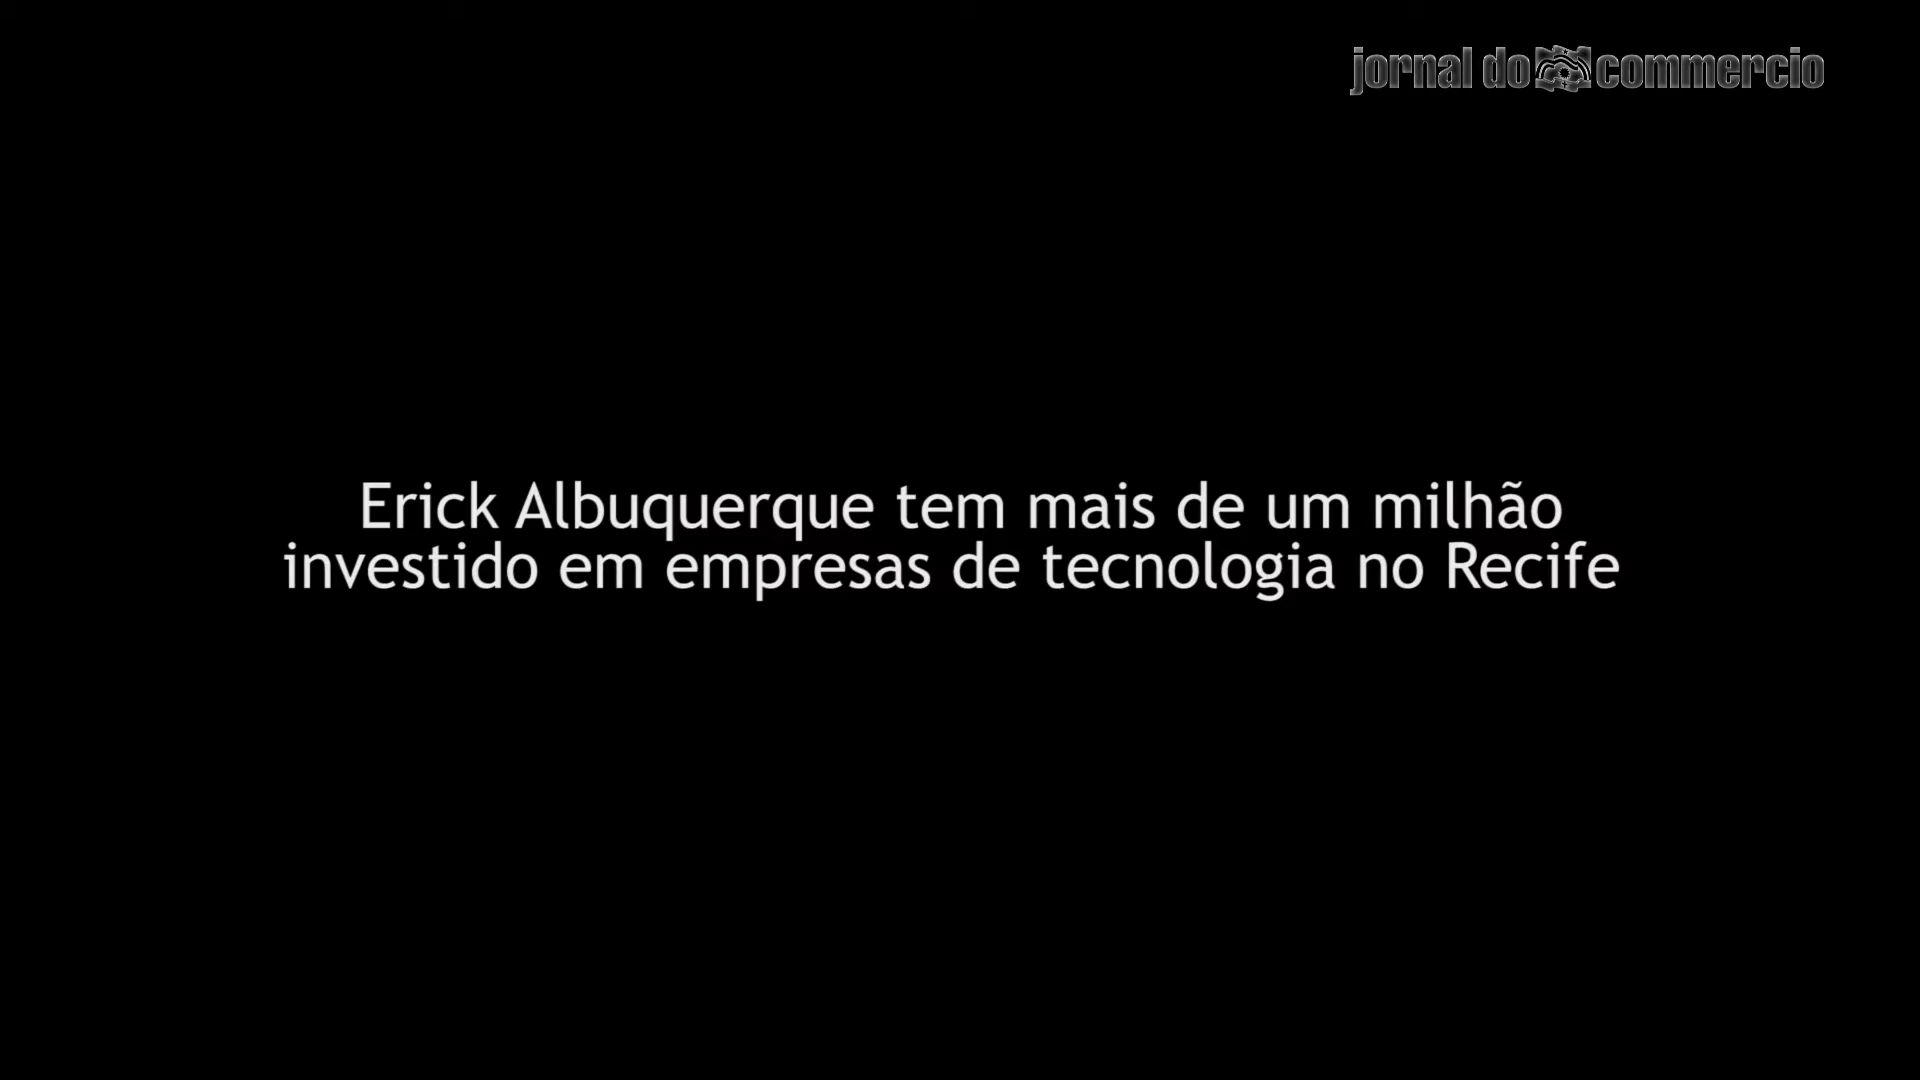 jornal do commercio
Erick Albuquerque tem mais de um milhão
investido em empresas de tecnologia no Recife